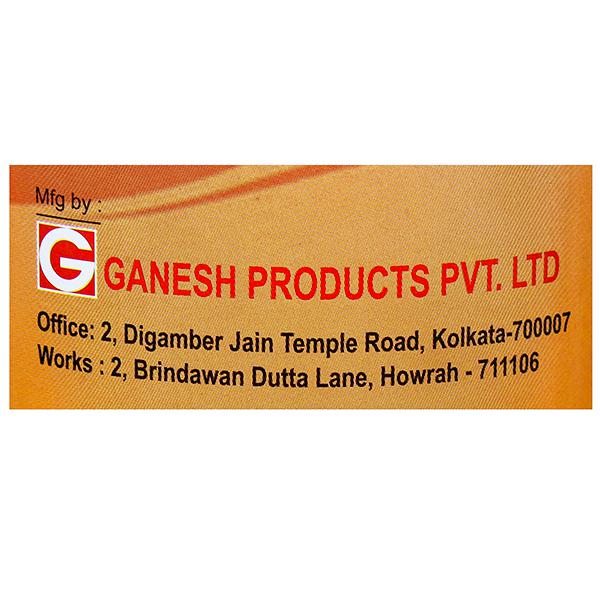 Mfg by :
G GANESH PRODUCTS PVT. LTD
Office: 2, Digamber Jain Temple Road, Kolkata-700007
Works : 2, Brindawan Dutta Lane, Howrah - 711106